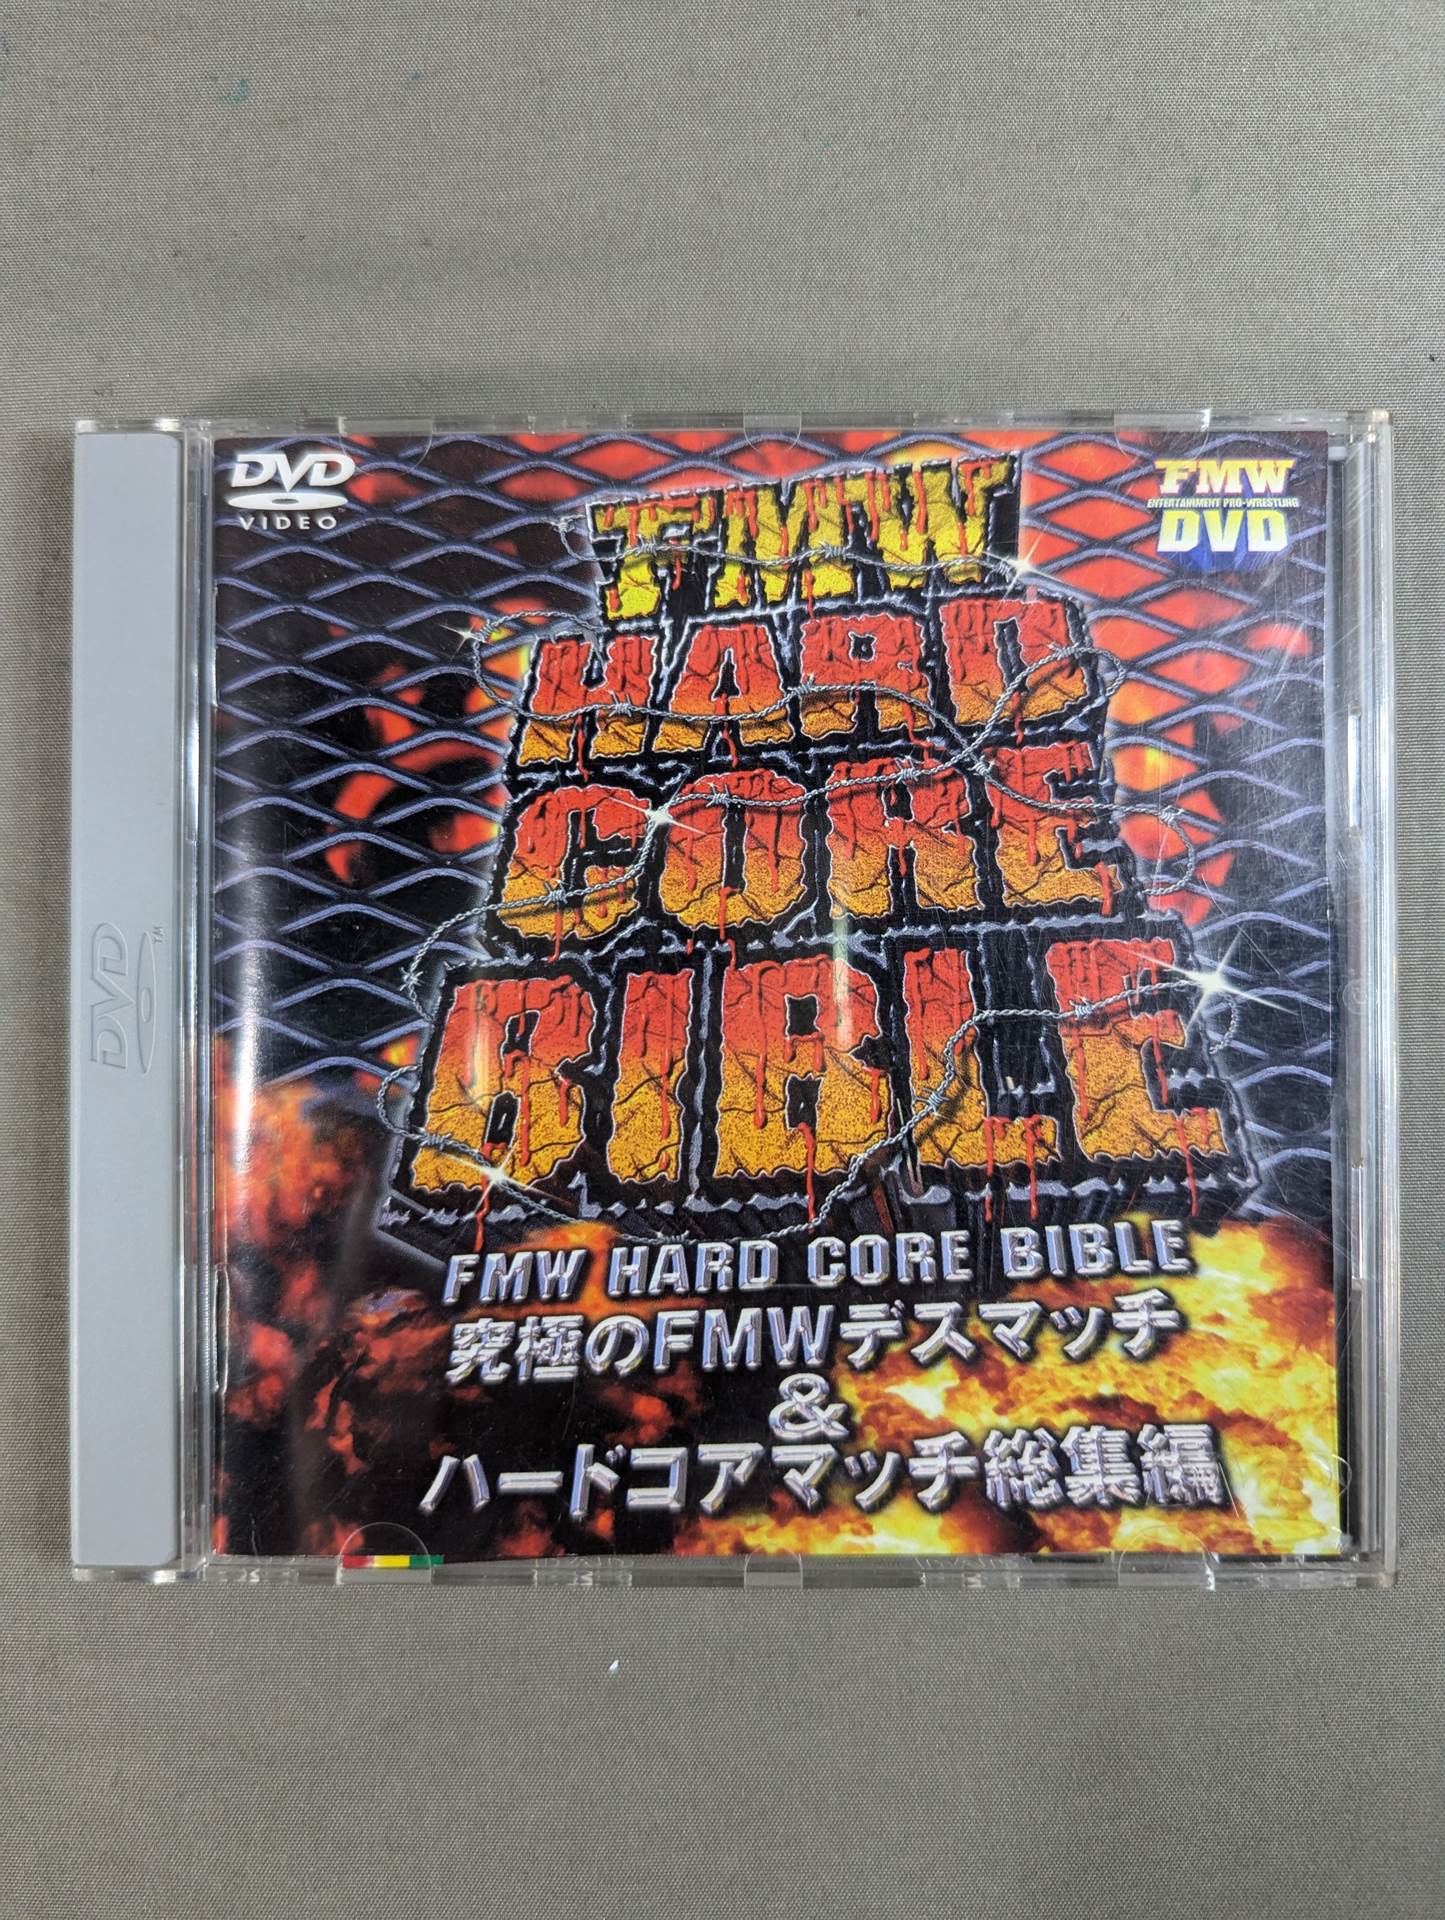 DVD
VIDEO
FMW
ENTERTAINMENT PRO-WRESTLING
DVD
FMW
HARD
CORE
BIBLE
DVD™
FMW HARD CORE BIBLE
究極のFMWデスマッチ
&
ハードコアマッチ総集編